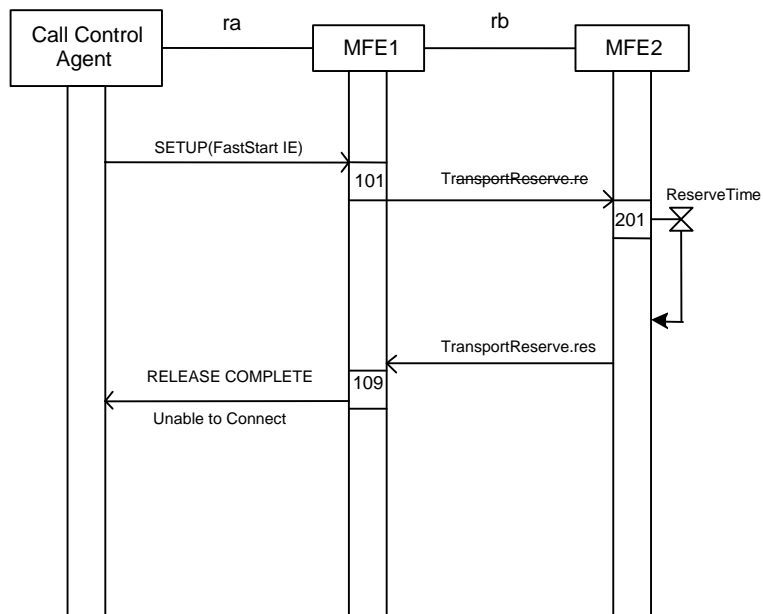 ra
rb
Call Control
Agent
MFE1
MFE2
SETUP(FastStart IE)
101
TransportReserve.re
ReserveTime
201
TransportReserve.res
RELEASE COMPLETE
109
Unable to Connect